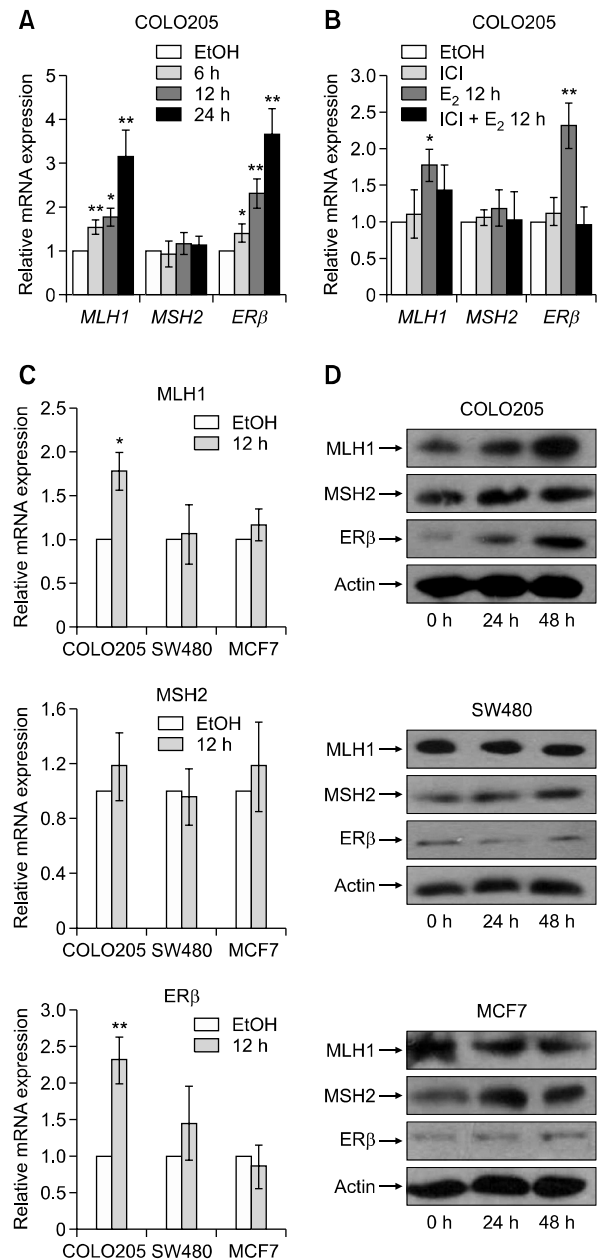 A
COLO205
EtOH
6 h
12 h
24 h
Relative mRNA expression
5
4
3
2
1
0
**
*
**
*
**
**
MLH1
MSH2
ERβ
B
COLO205
EtOH
ICI
E₂ 12 h
ICI + E₂ 12 h
Relative mRNA expression
3.0
2.5
2.0
1.5
1.0
0.5
0
*
**
MLH1
MSH2
ERβ
C
MLH1
EtOH
12 h
Relative mRNA expression
2.5
2.0
1.5
1.0
0.5
0
*
COLO205 SW480 MCF7
MSH2
EtOH
12 h
Relative mRNA expression
1.6
1.2
0.8
0.4
0
COLO205 SW480 MCF7
ERβ
EtOH
12 h
Relative mRNA expression
3.0
2.5
2.0
1.5
1.0
0.5
0
**
COLO205 SW480 MCF7
D
COLO205
MLH1
MSH2
ERβ
Actin
0 h 24 h 48 h
SW480
MLH1
MSH2
ERβ
Actin
0 h 24 h 48 h
MCF7
MLH1
MSH2
ERβ
Actin
0 h 24 h 48 h